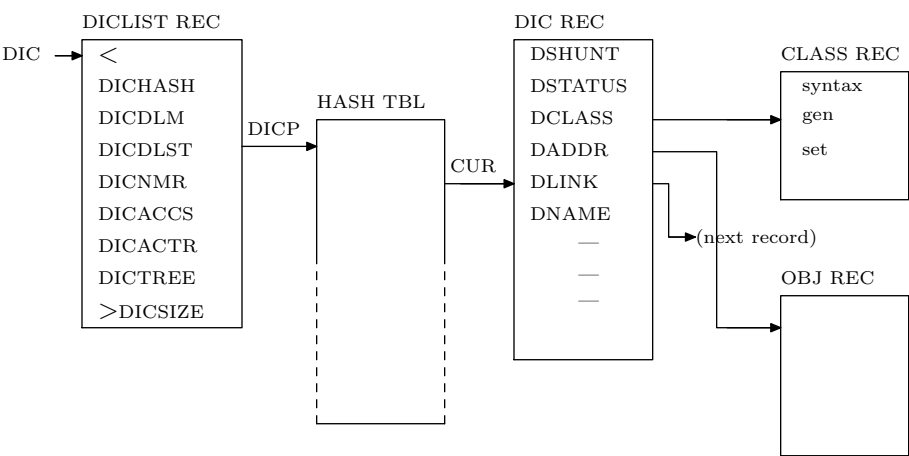 DICLIST REC
DIC
<
DICHASH
DICDLM
DICDLST
DICNMR
DICACCS
DICACTR
DICTREE
>DICSIZE
DICP
HASH TBL
CUR
DIC REC
DSHUNT
DSTATUS
DCLASS
DADDR
DLINK
DNAME
—
—
—
(next record)
CLASS REC
syntax
gen
set
OBJ REC